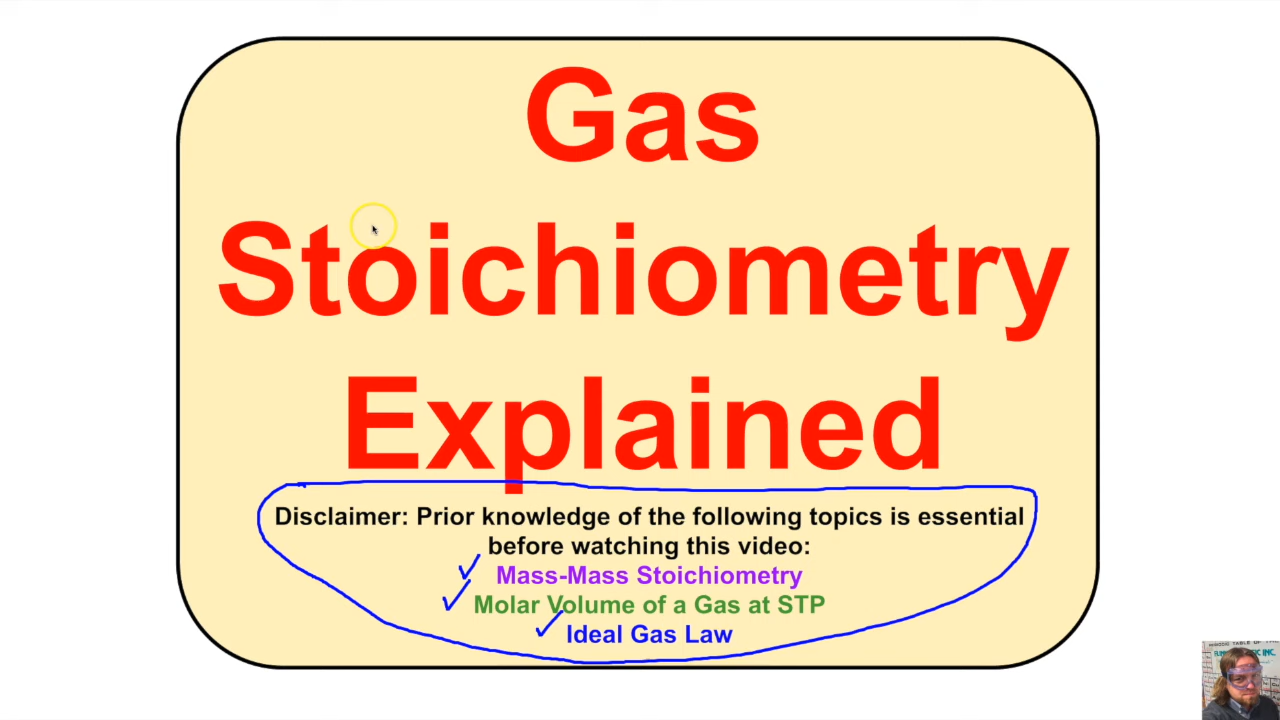 Gas
Stoichiometry
Explained
Disclaimer: Prior knowledge of the following topics is essential
before watching this video:
Mass-Mass Stoichiometry
Molar Volume of a Gas at STP
Ideal Gas Law